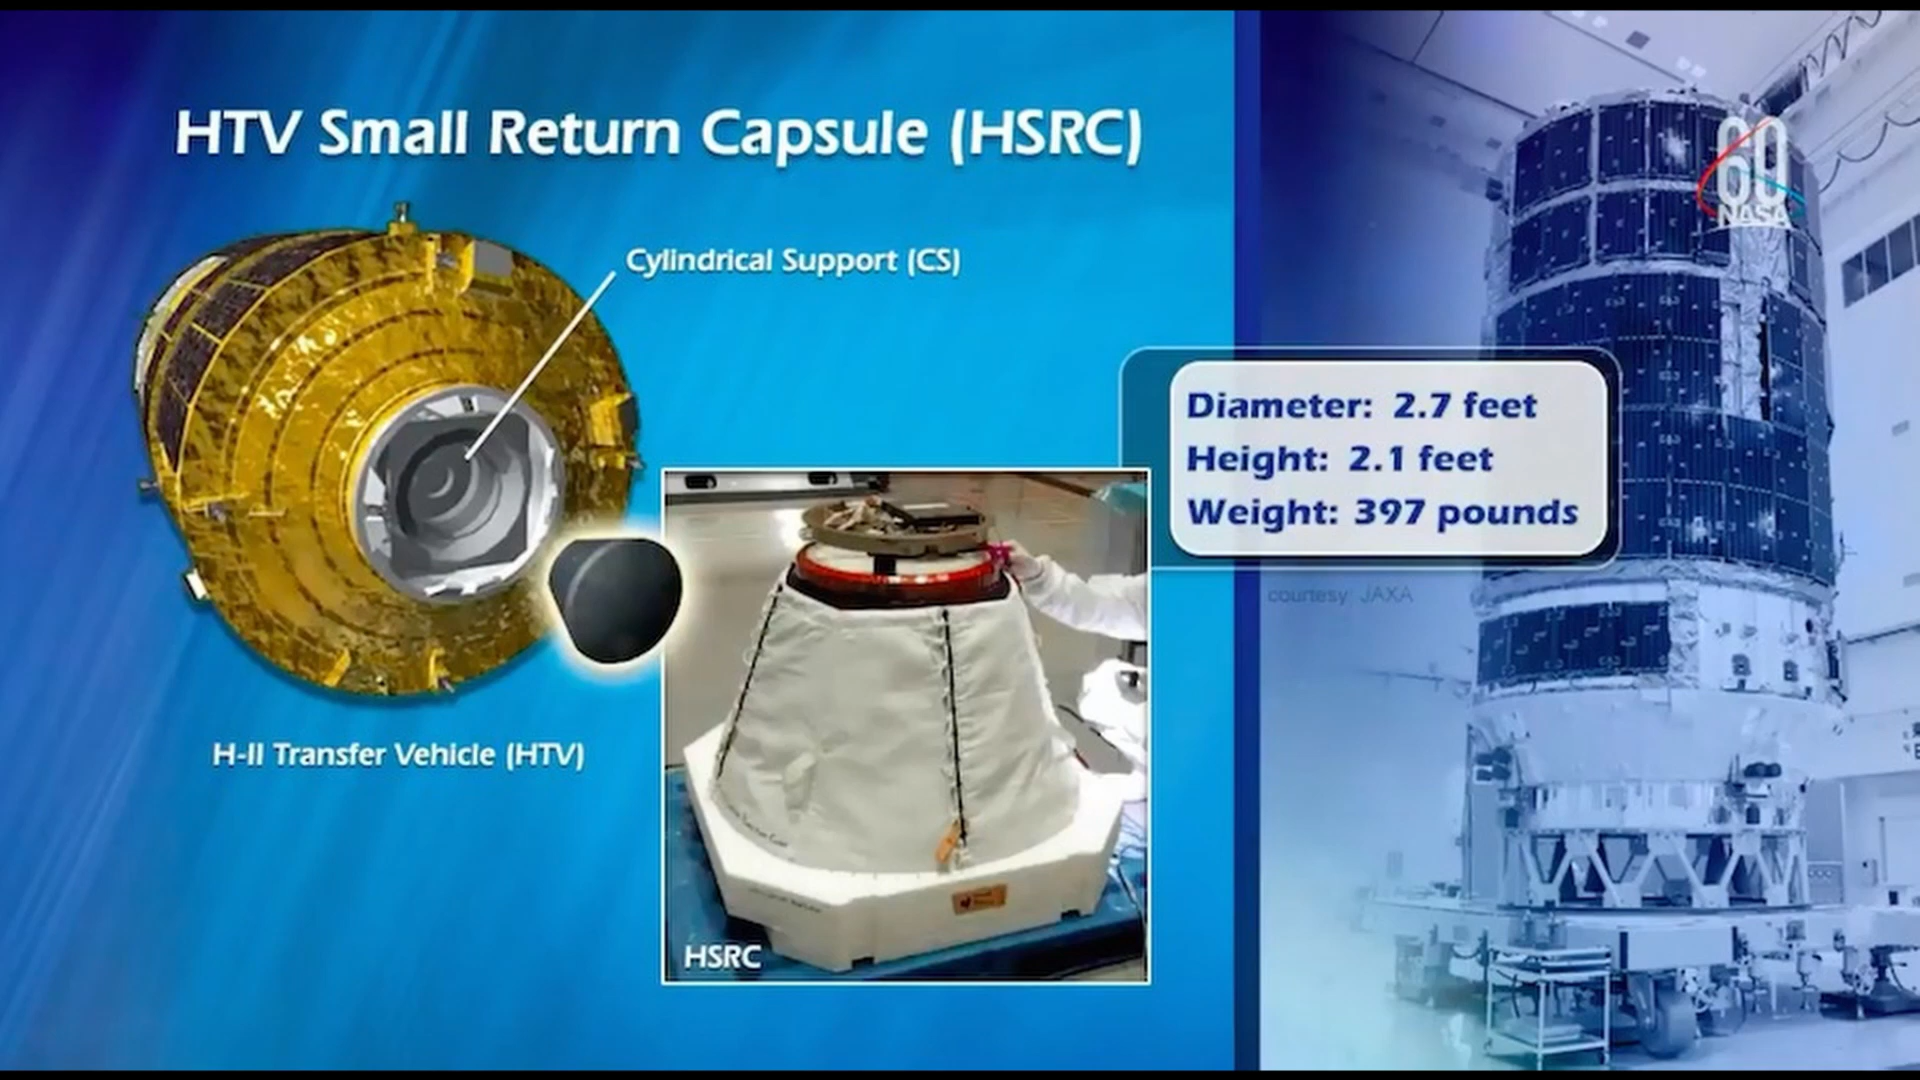 HTV Small Return Capsule (HSRC)
60
NASA
Cylindrical Support (CS)
Diameter: 2.7 feet
Height: 2.1 feet
Weight: 397 pounds
courtesy: JAXA
H-II Transfer Vehicle (HTV)
HSRC